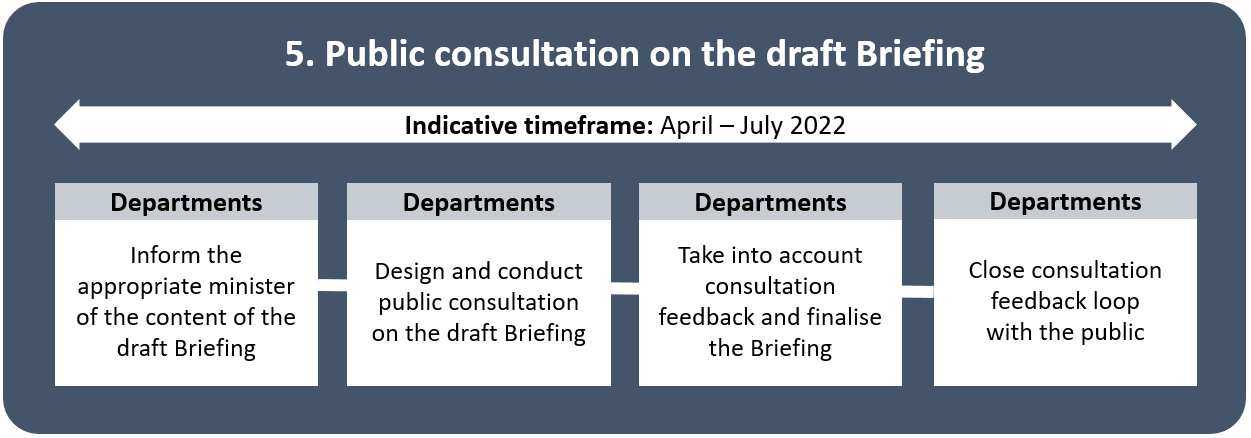 5. Public consultation on the draft Briefing
Indicative timeframe: April – July 2022
Departments
Inform the
appropriate minister
of the content of the
draft Briefing
Departments
Design and conduct
public consultation
on the draft Briefing
Departments
Take into account
consultation
feedback and finalise
the Briefing
Departments
Close consultation
feedback loop
with the public